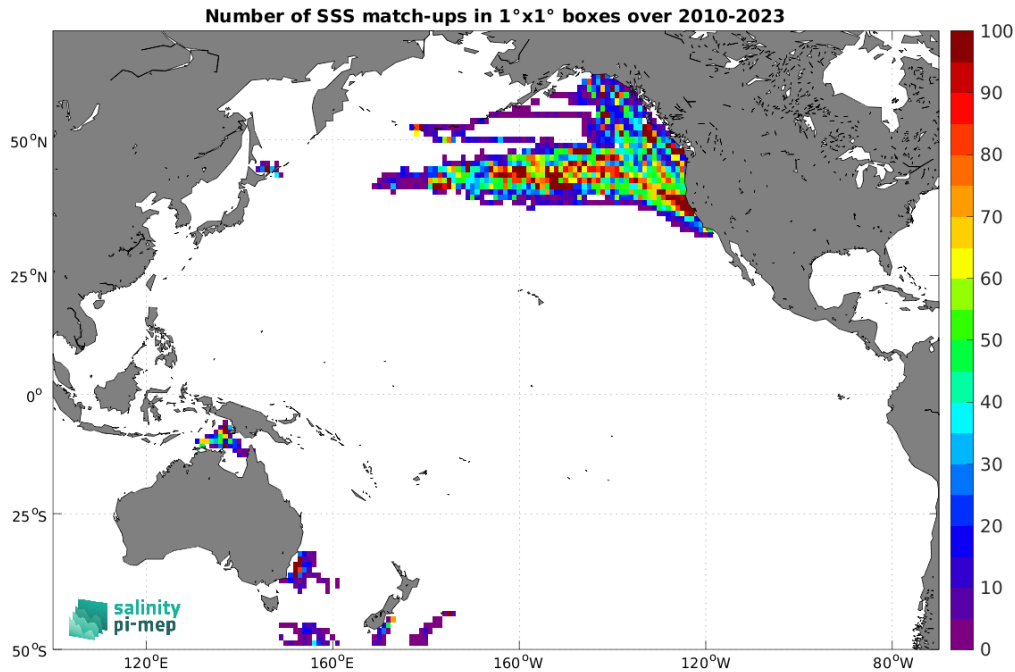 Number of SSS match-ups in 1°x1° boxes over 2010-2023
100
90
80
70
60
50
40
30
20
10
0
50°N
25°N
0°
25°S
50°S
120°E
160°E
160°W
120°W
80°W
salinity
pi-mep